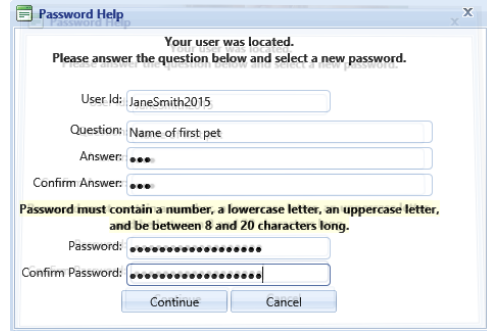 Password Help
x
Your user was located.
Please answer the question below and select a new password.
User Id: JaneSmith2015
Question: Name of first pet
Answer: •••
Confirm Answer: •••
Password must contain a number, a lowercase letter, an uppercase letter,
and be between 8 and 20 characters long.
Password: ••••••••••••••••••
Confirm Password: ••••••••••••••••••
Continue Cancel